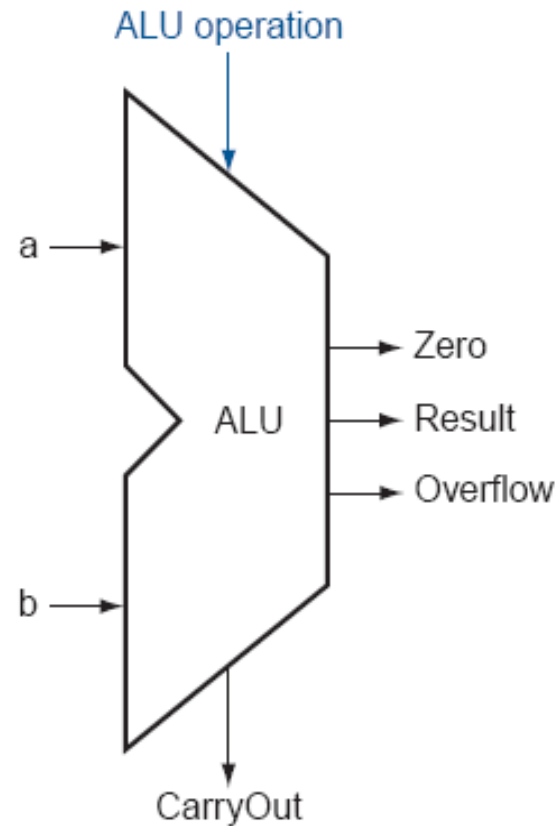 ALU operation
a
Zero
ALU
Result
Overflow
b
CarryOut